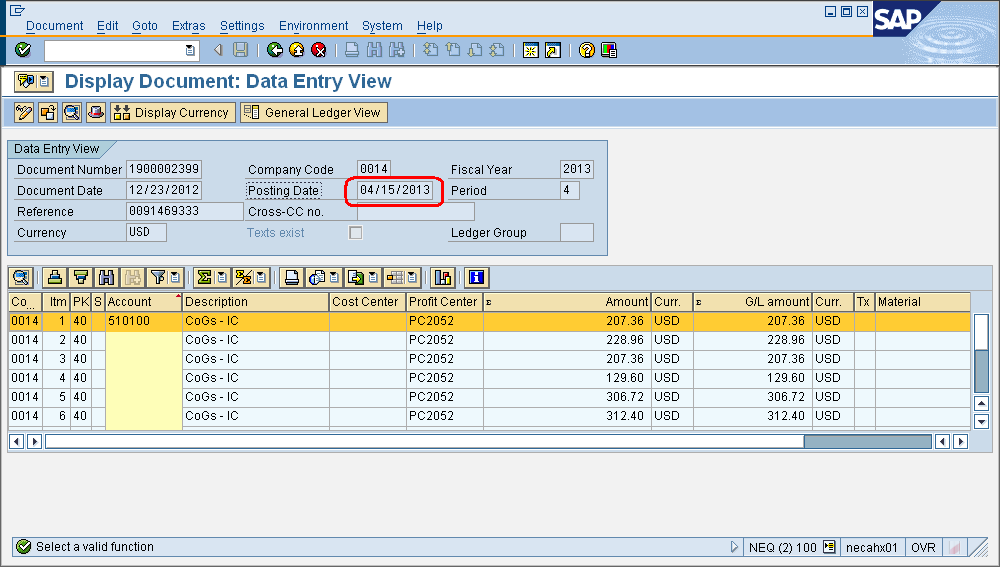 Document Edit Goto Extras Settings Environment System Help
SAP
Display Document: Data Entry View
Display Currency General Ledger View
Data Entry View
Document Number 1900002399 Company Code 0014 Fiscal Year 2013
Document Date 12/23/2012 Posting Date 04/15/2013 Period 4
Reference 0091469333 Cross-CC no.
Currency USD Texts exist Ledger Group
Co... Itm PK S Account Description Cost Center Profit Center Σ Amount Curr. Σ G/L amount Curr. Tx Material
0014 1 40 510100 CoGs - IC PC2052 207.36 USD 207.36 USD
0014 2 40 CoGs - IC PC2052 228.96 USD 228.96 USD
0014 3 40 CoGs - IC PC2052 207.36 USD 207.36 USD
0014 4 40 CoGs - IC PC2052 129.60 USD 129.60 USD
0014 5 40 CoGs - IC PC2052 306.72 USD 306.72 USD
0014 6 40 CoGs - IC PC2052 312.40 USD 312.40 USD
Select a valid function NEQ (2) 100 necahx01 OVR